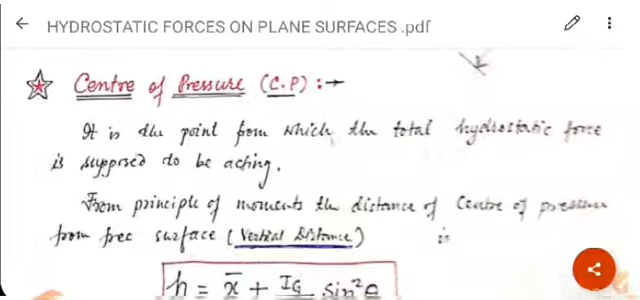 HYDROSTATIC FORCES ON PLANE SURFACES .pdf
Centre of Pressure (C.P) :→
It is the point from which the total hydrostatic force
is supposed to be acting.
From principle of moments the distance of Centre of pressure
from free surface (Vertical Distance) is
h = x̄ + IG sin²θ